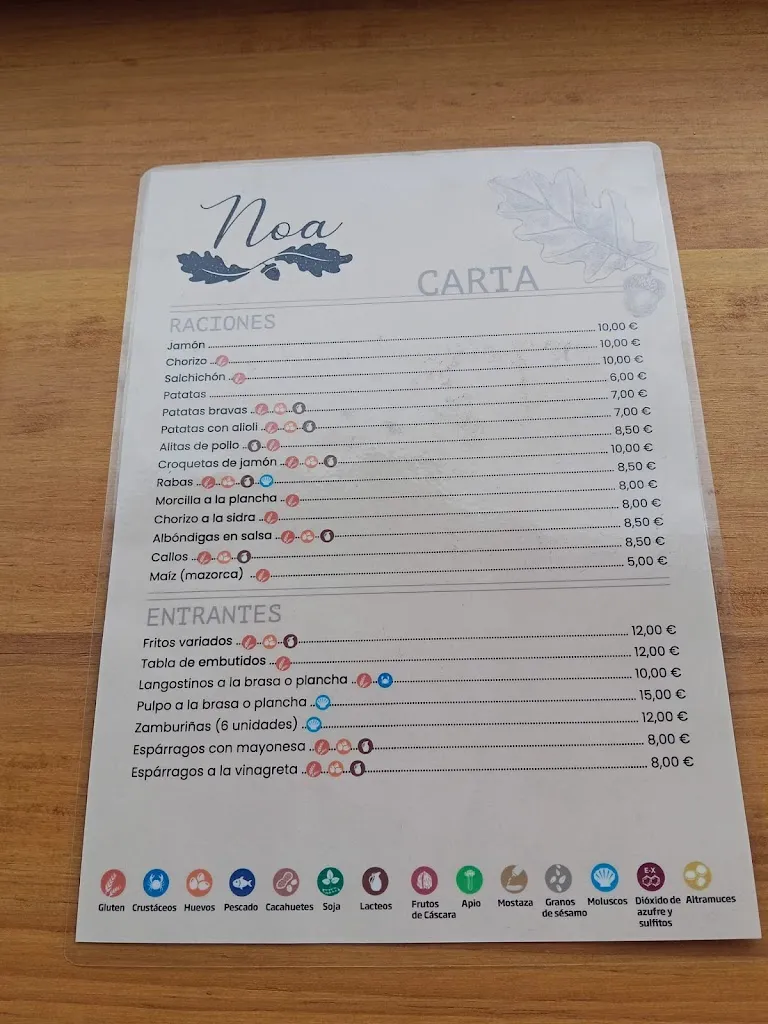 Noa
CARTA
RACIONES
Jamón 10,00 €
Chorizo 10,00 €
Salchichón 10,00 €
Patatas 6,00 €
Patatas bravas 7,00 €
Patatas con alioli 7,00 €
Alitas de pollo 8,50 €
Croquetas de jamón 10,00 €
Rabas 8,50 €
Morcilla a la plancha 8,00 €
Chorizo a la sidra 8,00 €
Albóndigas en salsa 8,50 €
Callos 8,50 €
Maíz (mazorca) 5,00 €
ENTRANTES
Fritos variados 12,00 €
Tabla de embutidos 12,00 €
Langostinos a la brasa o plancha 10,00 €
Pulpo a la brasa o plancha 15,00 €
Zamburiñas (6 unidades) 12,00 €
Espárragos con mayonesa 8,00 €
Espárragos a la vinagreta 8,00 €
E-X
Gluten Crustáceos Huevos Pescado Cacahuetes Soja Lacteos Frutos de Cáscara Apio Mostaza Granos de sésamo Moluscos Dióxido de azufre y sulfitos Altramuces